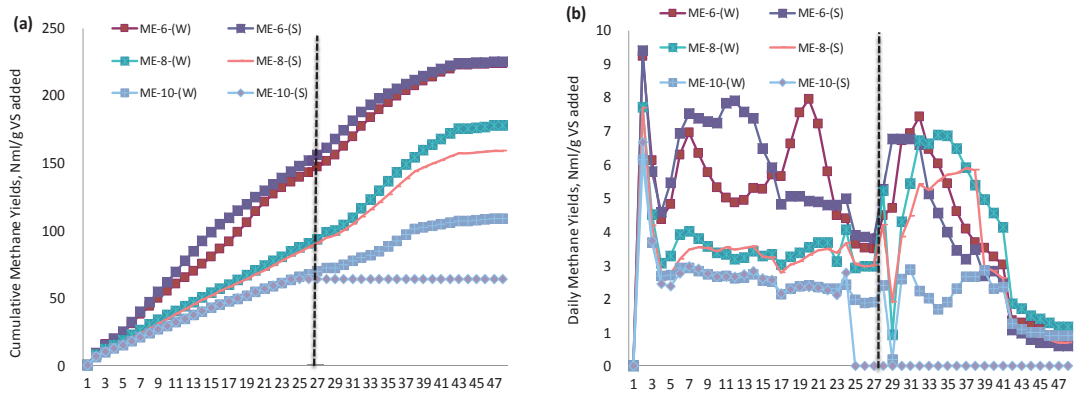 (a)
ME-6-(W) ME-6-(S)
ME-8-(W) ME-8-(S)
ME-10-(W) ME-10-(S)
Cumulative Methane Yields, Nml/g VS added
250
200
150
100
50
0
1 3 5 7 9 11 13 15 17 19 21 23 25 27 29 31 33 35 37 39 41 43 45 47
(b)
ME-6-(W) ME-6-(S)
ME-8-(W) ME-8-(S)
ME-10-(W) ME-10-(S)
Daily Methane Yields, Nml/g VS added
10
9
8
7
6
5
4
3
2
1
0
1 3 5 7 9 11 13 15 17 19 21 23 25 27 29 31 33 35 37 39 41 43 45 47